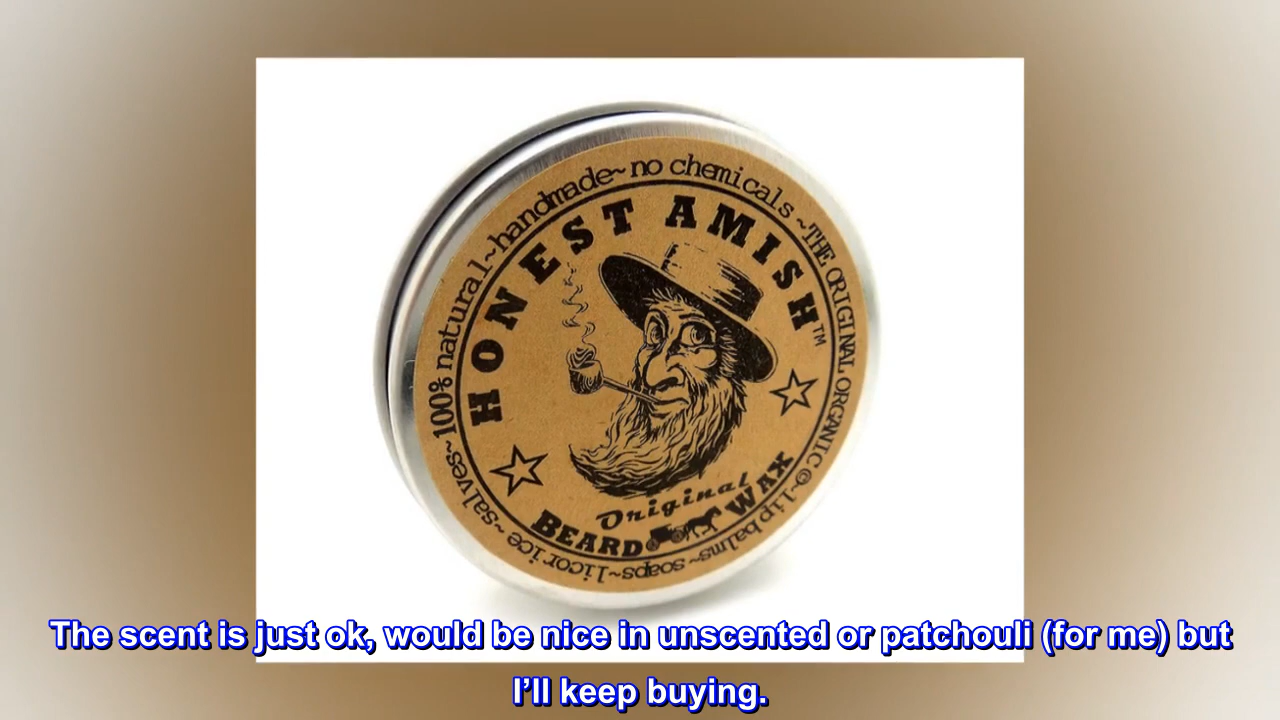 100% natural~handmade~no chemicals~THE ORIGINAL ORGANIC @~lip balms~soaps~licorice~salves~
HONEST AMISH™
Original
BEARD WAX
The scent is just ok, would be nice in unscented or patchouli (for me) but
I’ll keep buying.